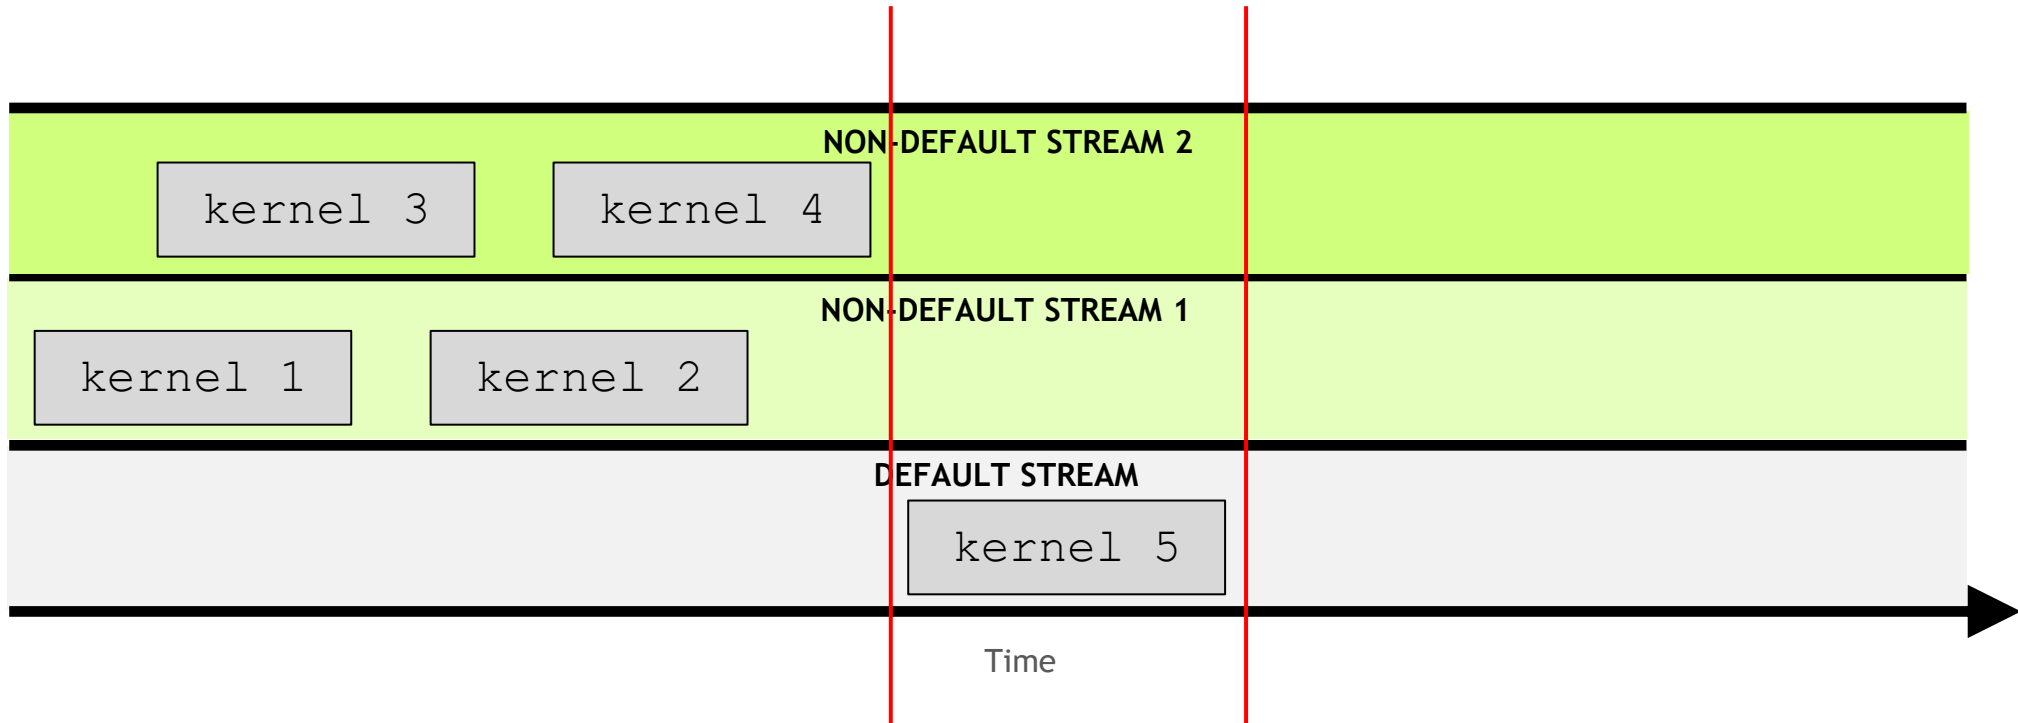 NON-DEFAULT STREAM 2
kernel 3
kernel 4
NON-DEFAULT STREAM 1
kernel 1
kernel 2
DEFAULT STREAM
kernel 5
Time